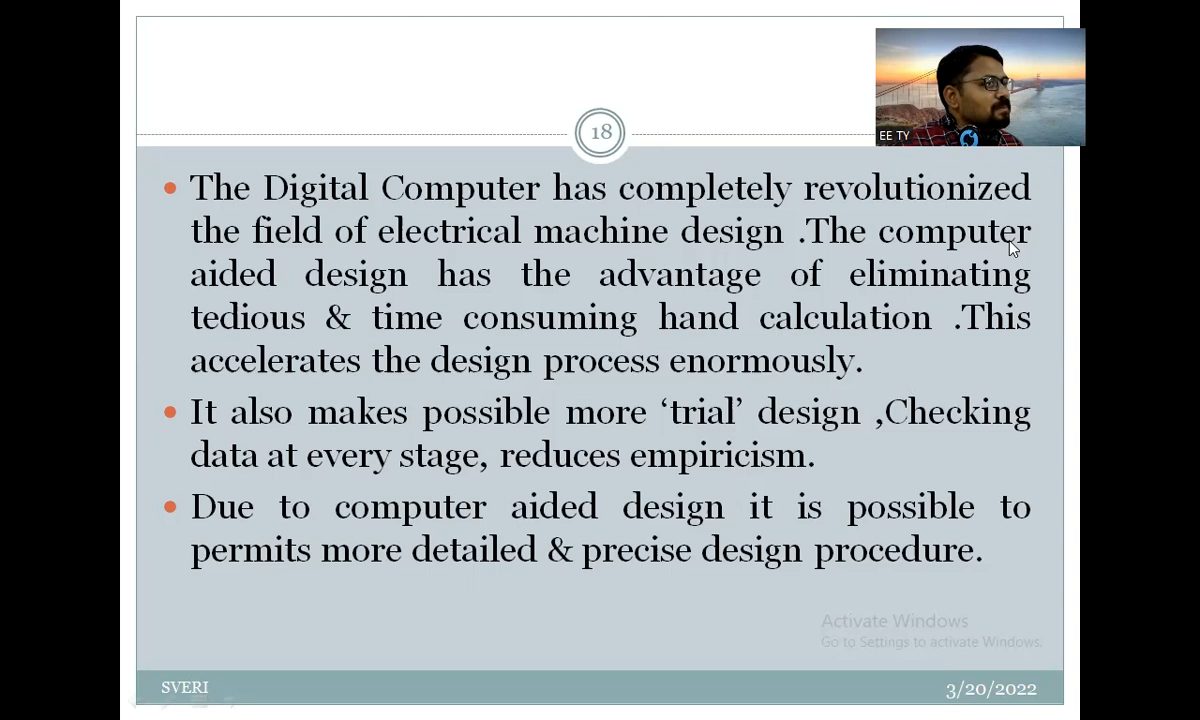 EE TY
18
The Digital Computer has completely revolutionized
the field of electrical machine design .The computer
aided design has the advantage of eliminating
tedious & time consuming hand calculation .This
accelerates the design process enormously.
It also makes possible more ‘trial’ design ,Checking
data at every stage, reduces empiricism.
Due to computer aided design it is possible to
permits more detailed & precise design procedure.
Activate Windows
Go to Settings to activate Windows.
SVERI
3/20/2022